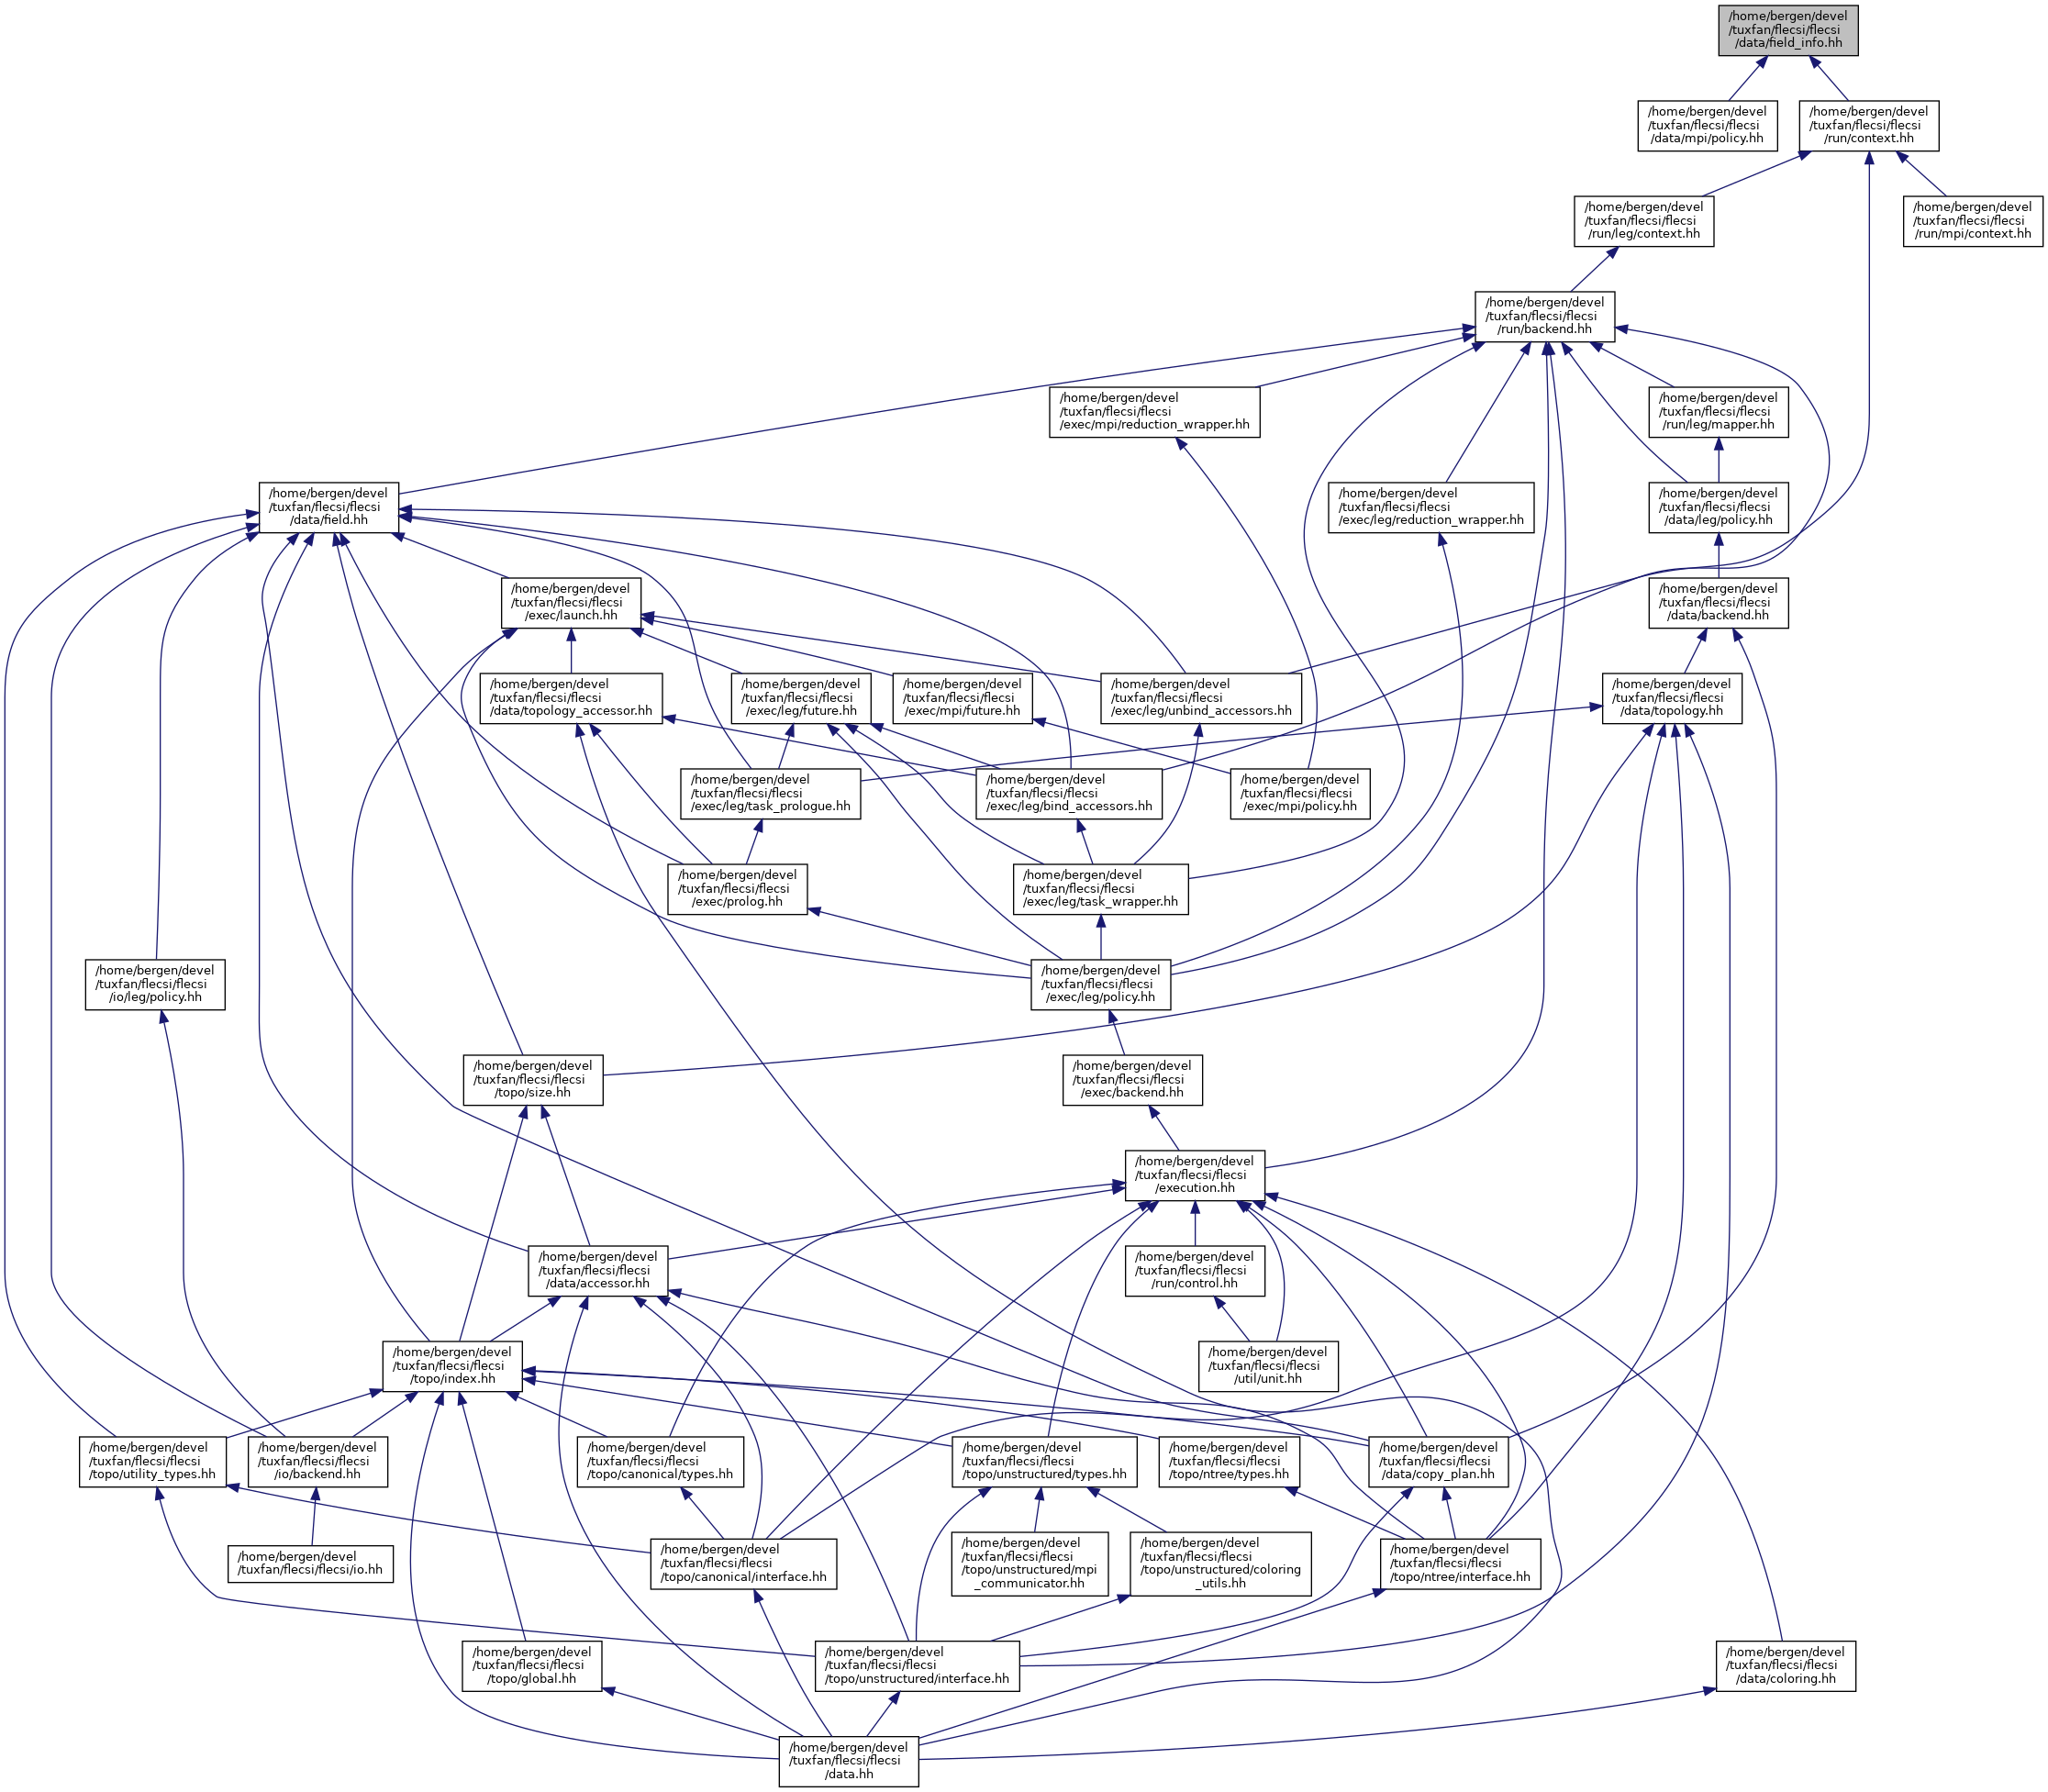 /home/bergen/devel
/tuxfan/flecsi/flecsi
/data/field_info.hh
/home/bergen/devel
/tuxfan/flecsi/flecsi
/data/mpi/policy.hh
/home/bergen/devel
/tuxfan/flecsi/flecsi
/run/context.hh
/home/bergen/devel
/tuxfan/flecsi/flecsi
/run/leg/context.hh
/home/bergen/devel
/tuxfan/flecsi/flecsi
/run/mpi/context.hh
/home/bergen/devel
/tuxfan/flecsi/flecsi
/run/backend.hh
/home/bergen/devel
/tuxfan/flecsi/flecsi
/exec/mpi/reduction_wrapper.hh
/home/bergen/devel
/tuxfan/flecsi/flecsi
/run/leg/mapper.hh
/home/bergen/devel
/tuxfan/flecsi/flecsi
/data/field.hh
/home/bergen/devel
/tuxfan/flecsi/flecsi
/exec/leg/reduction_wrapper.hh
/home/bergen/devel
/tuxfan/flecsi/flecsi
/data/leg/policy.hh
/home/bergen/devel
/tuxfan/flecsi/flecsi
/exec/launch.hh
/home/bergen/devel
/tuxfan/flecsi/flecsi
/data/backend.hh
/home/bergen/devel
/tuxfan/flecsi/flecsi
/data/topology_accessor.hh
/home/bergen/devel
/tuxfan/flecsi/flecsi
/exec/leg/future.hh
/home/bergen/devel
/tuxfan/flecsi/flecsi
/exec/mpi/future.hh
/home/bergen/devel
/tuxfan/flecsi/flecsi
/exec/leg/unbind_accessors.hh
/home/bergen/devel
/tuxfan/flecsi/flecsi
/data/topology.hh
/home/bergen/devel
/tuxfan/flecsi/flecsi
/exec/leg/task_prologue.hh
/home/bergen/devel
/tuxfan/flecsi/flecsi
/exec/leg/bind_accessors.hh
/home/bergen/devel
/tuxfan/flecsi/flecsi
/exec/mpi/policy.hh
/home/bergen/devel
/tuxfan/flecsi/flecsi
/exec/prolog.hh
/home/bergen/devel
/tuxfan/flecsi/flecsi
/exec/leg/task_wrapper.hh
/home/bergen/devel
/tuxfan/flecsi/flecsi
/io/leg/policy.hh
/home/bergen/devel
/tuxfan/flecsi/flecsi
/exec/leg/policy.hh
/home/bergen/devel
/tuxfan/flecsi/flecsi
/topo/size.hh
/home/bergen/devel
/tuxfan/flecsi/flecsi
/exec/backend.hh
/home/bergen/devel
/tuxfan/flecsi/flecsi
/execution.hh
/home/bergen/devel
/tuxfan/flecsi/flecsi
/data/accessor.hh
/home/bergen/devel
/tuxfan/flecsi/flecsi
/run/control.hh
/home/bergen/devel
/tuxfan/flecsi/flecsi
/topo/index.hh
/home/bergen/devel
/tuxfan/flecsi/flecsi
/util/unit.hh
/home/bergen/devel
/tuxfan/flecsi/flecsi
/topo/utility_types.hh
/home/bergen/devel
/tuxfan/flecsi/flecsi
/io/backend.hh
/home/bergen/devel
/tuxfan/flecsi/flecsi
/topo/canonical/types.hh
/home/bergen/devel
/tuxfan/flecsi/flecsi
/topo/unstructured/types.hh
/home/bergen/devel
/tuxfan/flecsi/flecsi
/topo/ntree/types.hh
/home/bergen/devel
/tuxfan/flecsi/flecsi
/data/copy_plan.hh
/home/bergen/devel
/tuxfan/flecsi/flecsi/io.hh
/home/bergen/devel
/tuxfan/flecsi/flecsi
/topo/canonical/interface.hh
/home/bergen/devel
/tuxfan/flecsi/flecsi
/topo/unstructured/mpi
_communicator.hh
/home/bergen/devel
/tuxfan/flecsi/flecsi
/topo/unstructured/coloring
_utils.hh
/home/bergen/devel
/tuxfan/flecsi/flecsi
/topo/ntree/interface.hh
/home/bergen/devel
/tuxfan/flecsi/flecsi
/topo/global.hh
/home/bergen/devel
/tuxfan/flecsi/flecsi
/topo/unstructured/interface.hh
/home/bergen/devel
/tuxfan/flecsi/flecsi
/data/coloring.hh
/home/bergen/devel
/tuxfan/flecsi/flecsi
/data.hh